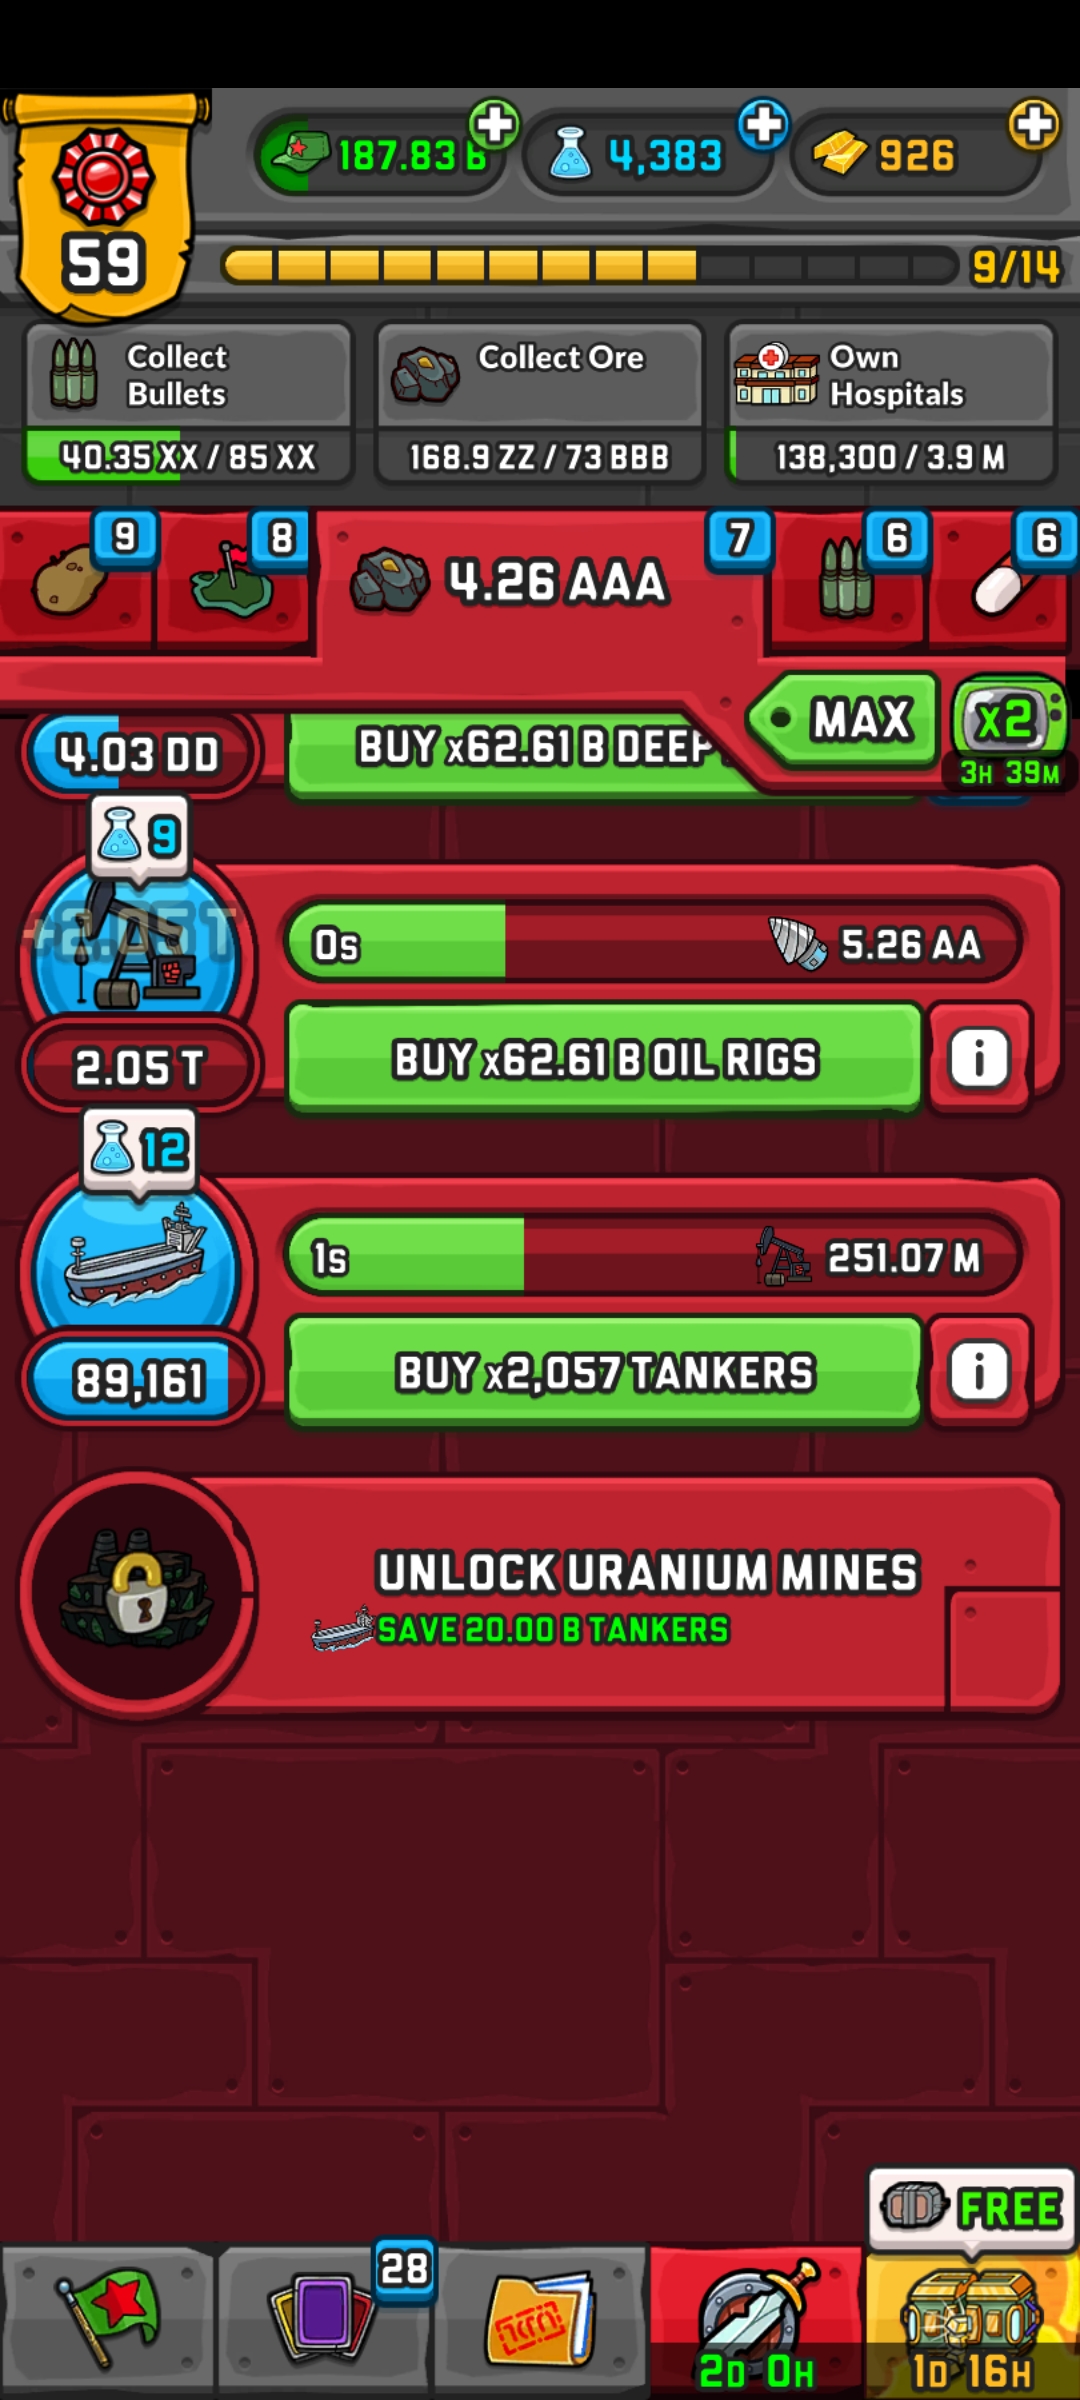 187.83 B
4,383
926
59
9/14
Collect
Bullets
40.35 XX / 85 XX
Collect Ore
168.9 ZZ / 73 BBB
Own
Hospitals
138,300 / 3.9 M
9
8
4.26 AAA
7
6
6
MAX
x2
3H 39M
4.03 DD
BUY x62.61 B DEEP
9
+2.05 T
0s
5.26 AA
2.05 T
BUY x62.61 B OIL RIGS
i
12
1s
251.07 M
89,161
BUY x2,057 TANKERS
i
UNLOCK URANIUM MINES
SAVE 20.00 B TANKERS
FREE
28
2D 0H
1D 16H